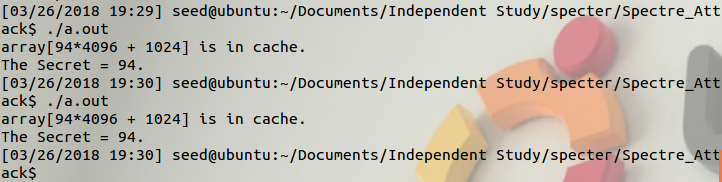 [03/26/2018 19:29] seed@ubuntu:~/Documents/Independent Study/specter/Spectre_Att
ack$ ./a.out
array[94*4096 + 1024] is in cache.
The Secret = 94.
[03/26/2018 19:30] seed@ubuntu:~/Documents/Independent Study/specter/Spectre_Att
ack$ ./a.out
array[94*4096 + 1024] is in cache.
The Secret = 94.
[03/26/2018 19:30] seed@ubuntu:~/Documents/Independent Study/specter/Spectre_Att
ack$